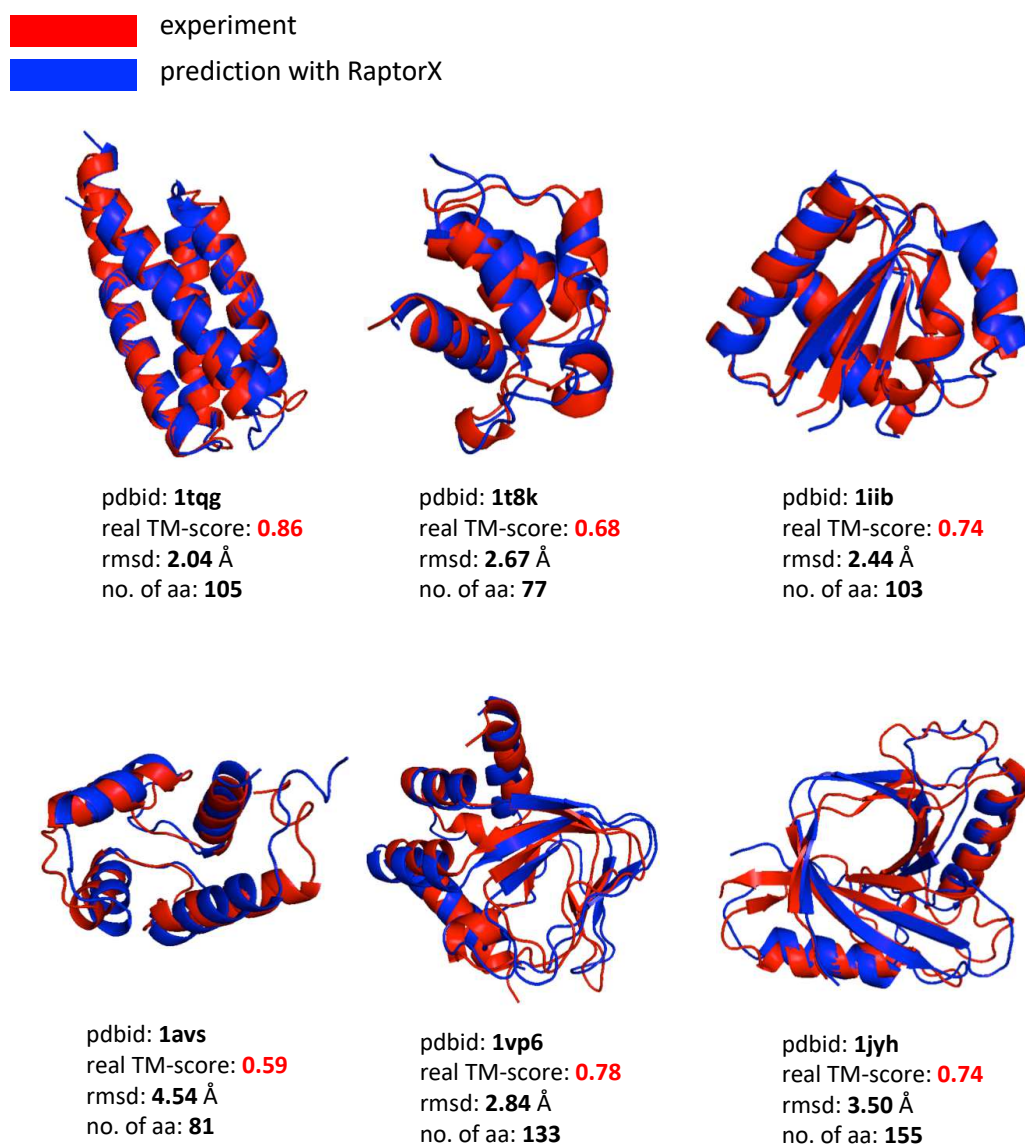 experiment
prediction with RaptorX
pdbid: 1tqg
real TM-score: 0.86
rmsd: 2.04 Å
no. of aa: 105
pdbid: 1t8k
real TM-score: 0.68
rmsd: 2.67 Å
no. of aa: 77
pdbid: 1iib
real TM-score: 0.74
rmsd: 2.44 Å
no. of aa: 103
pdbid: 1avs
real TM-score: 0.59
rmsd: 4.54 Å
no. of aa: 81
pdbid: 1vp6
real TM-score: 0.78
rmsd: 2.84 Å
no. of aa: 133
pdbid: 1jyh
real TM-score: 0.74
rmsd: 3.50 Å
no. of aa: 155